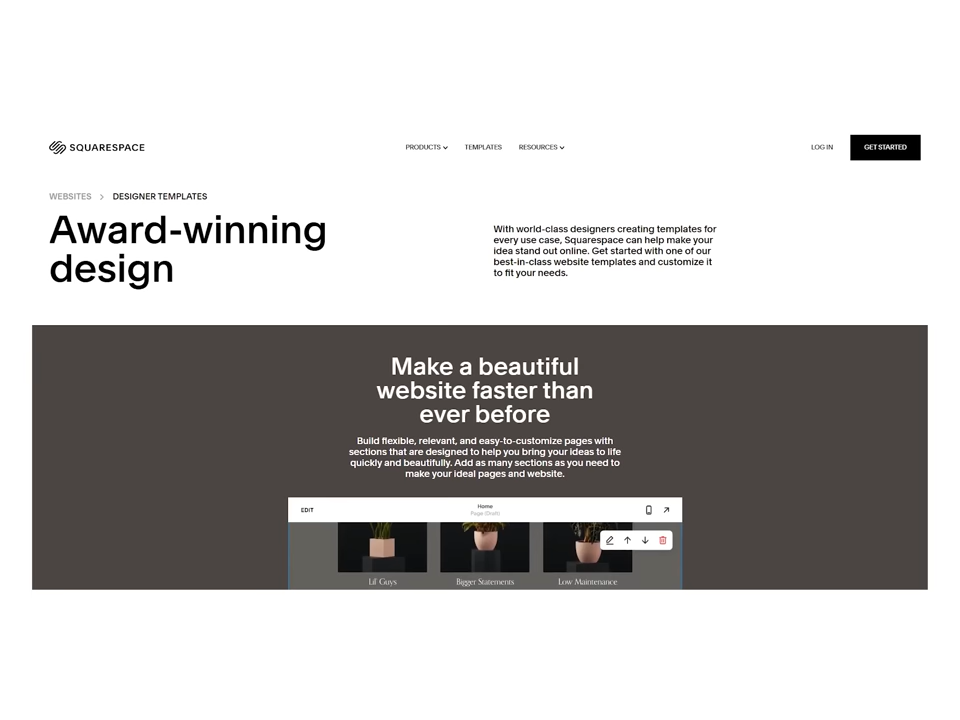 SQUARESPACE
PRODUCTS
TEMPLATES
RESOURCES
LOG IN
GET STARTED
WEBSITES
DESIGNER TEMPLATES
Award-winning
design
With world-class designers creating templates for
every use case, Squarespace can help make your
idea stand out online. Get started with one of our
best-in-class website templates and customize it
to fit your needs.
Make a beautiful
website faster than
ever before
Build flexible, relevant, and easy-to-customize pages with
sections that are designed to help you bring your ideas to life
quickly and beautifully. Add as many sections as you need to
make your ideal pages and website.
EDIT
Home
Page (Draft)
Lil' Guys
Bigger Statements
Low Maintenance